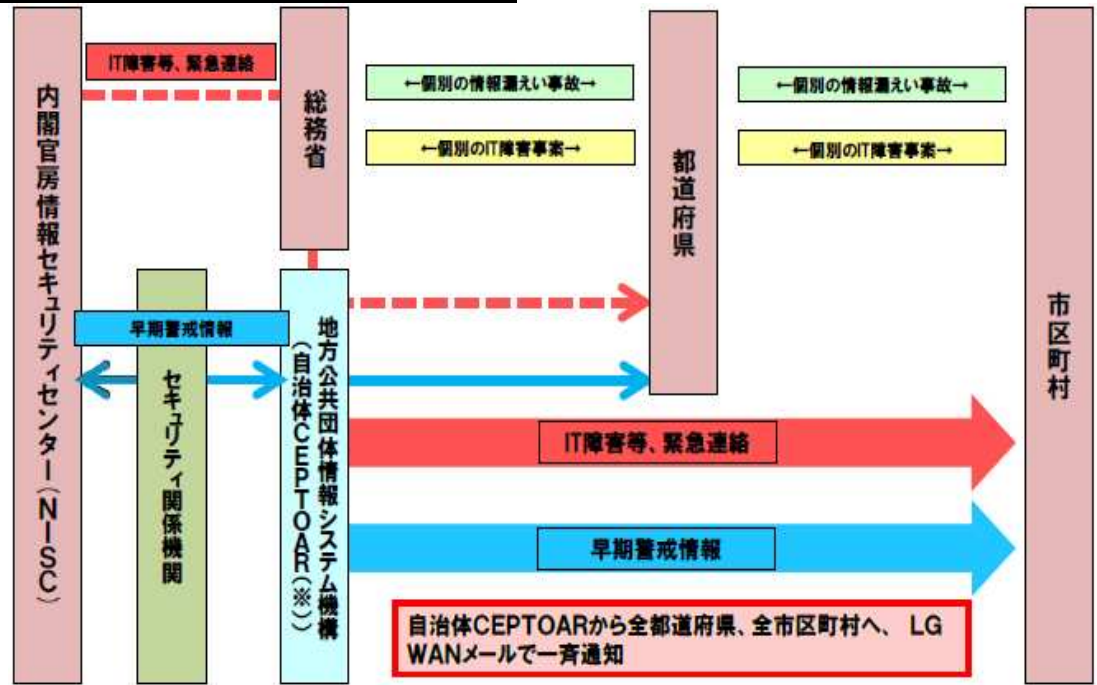 内閣官房情報セキュリティセンター(NISC)
IT障害等、緊急連絡
総務省
←個別の情報漏えい事故→
←個別のIT障害事案→
都道府県
←個別の情報漏えい事故→
←個別のIT障害事案→
市区町村
早期警戒情報
セキュリティ関係機関
地方公共団体情報システム機構
(自治体CEPTOAR(※))
IT障害等、緊急連絡
早期警戒情報
自治体CEPTOARから全都道府県、全市区町村へ、 LG
WANメールで一斉通知